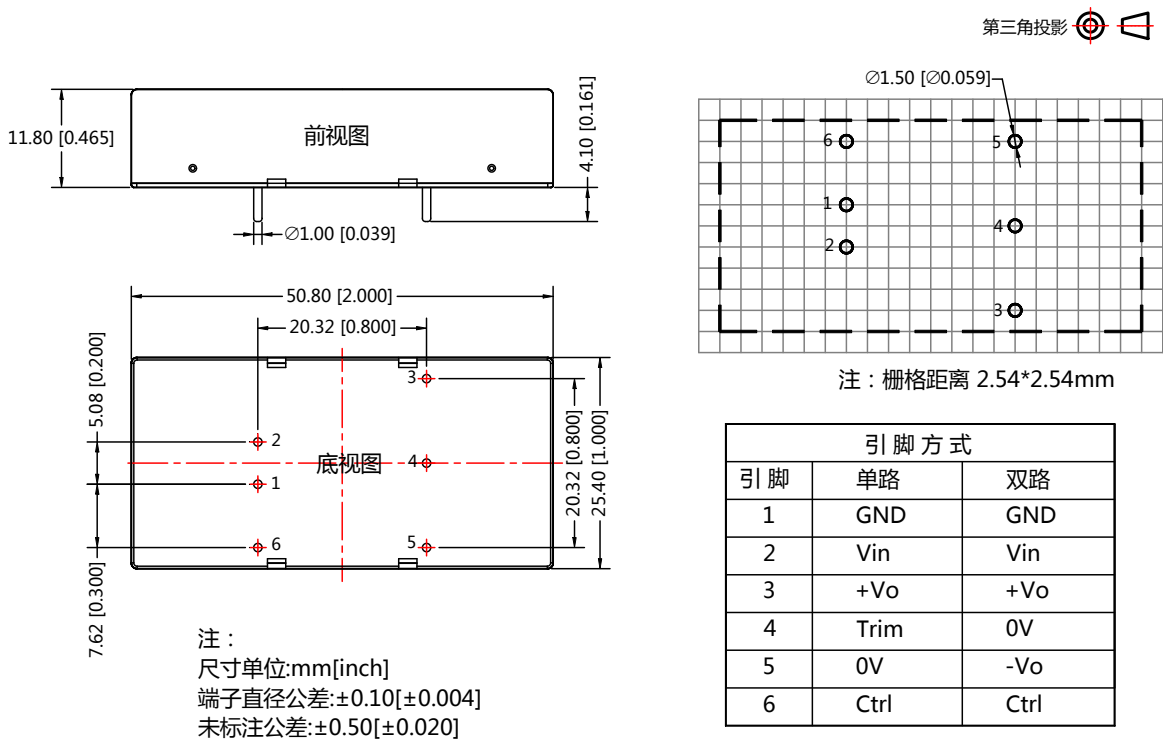 第三角投影
11.80 [0.465]
前视图
4.10 [0.161]
∅1.00 [0.039]
∅1.50 [∅0.059]
6
5
1
4
2
3
注：栅格距离 2.54*2.54mm
50.80 [2.000]
20.32 [0.800]
5.08 [0.200]
7.62 [0.300]
3
2
底视图
4
1
6
5
20.32 [0.800]
25.40 [1.000]
注：
尺寸单位:mm[inch]
端子直径公差:±0.10[±0.004]
未标注公差:±0.50[±0.020]
引脚方式
引脚 单路 双路
1 GND GND
2 Vin Vin
3 +Vo +Vo
4 Trim 0V
5 0V -Vo
6 Ctrl Ctrl